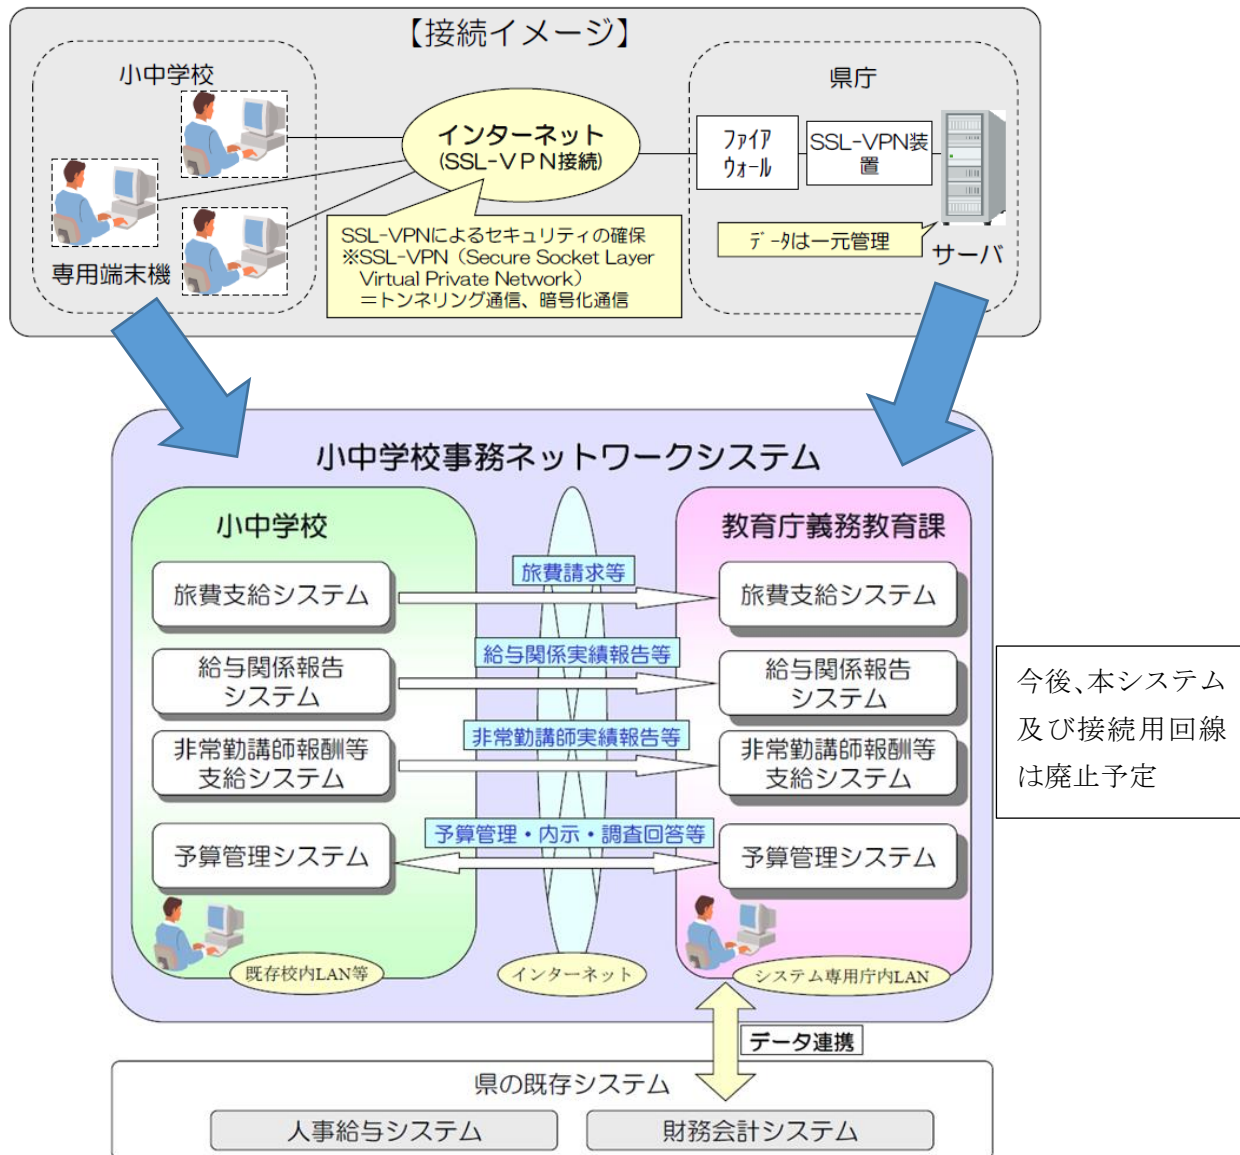 【接続イメージ】
小中学校
専用端末機
インターネット
(SSL-VPN接続)
SSL-VPNによるセキュリティの確保
※SSL-VPN（Secure Socket Layer
Virtual Private Network）
＝トンネリング通信、暗号化通信
県庁
ﾌｧｲｱ
ｳｫｰﾙ
SSL-VPN装
置
ﾃﾞｰﾀは一元管理
サーバ
小中学校事務ネットワークシステム
小中学校
旅費支給システム
給与関係報告
システム
非常勤講師報酬等
支給システム
予算管理システム
既存校内LAN等
旅費請求等
給与関係実績報告等
非常勤講師実績報告等
予算管理・内示・調査回答等
インターネット
教育庁義務教育課
旅費支給システム
給与関係報告
システム
非常勤講師報酬等
支給システム
予算管理システム
システム専用庁内LAN
今後、本システム
及び接続用回線
は廃止予定
データ連携
県の既存システム
人事給与システム
財務会計システム